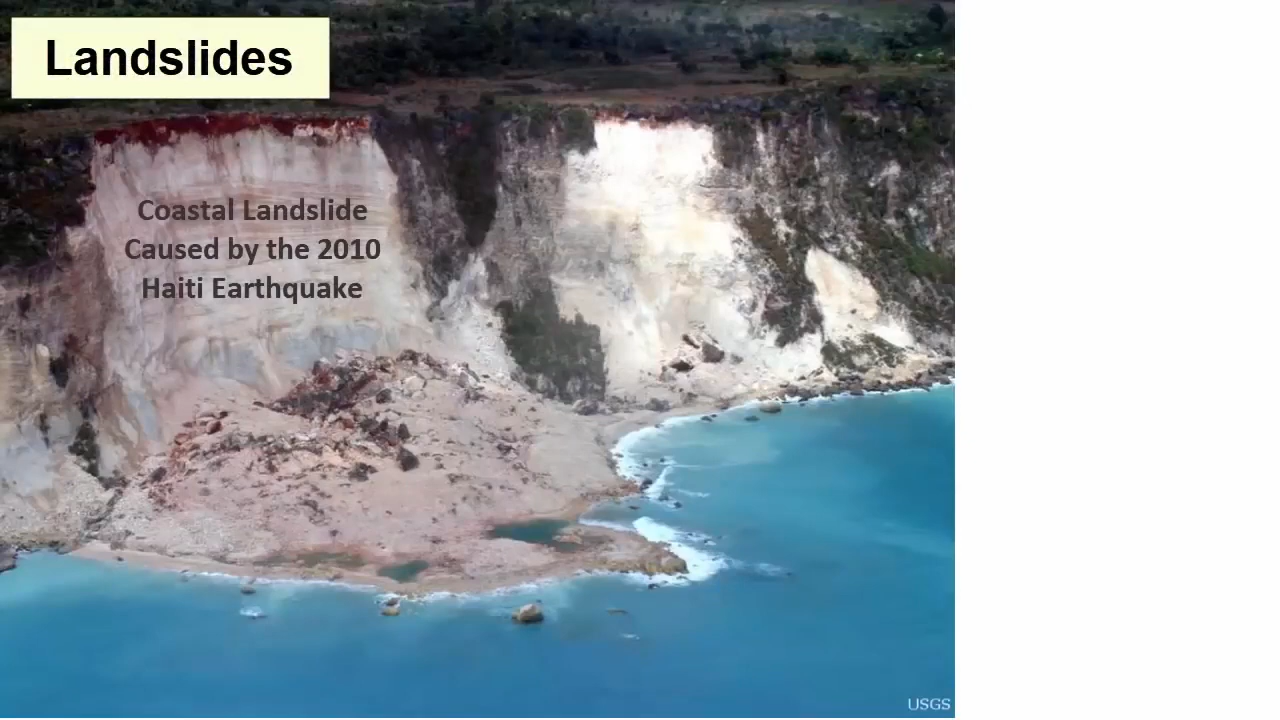 Landslides
Coastal Landslide
Caused by the 2010
Haiti Earthquake
USGS